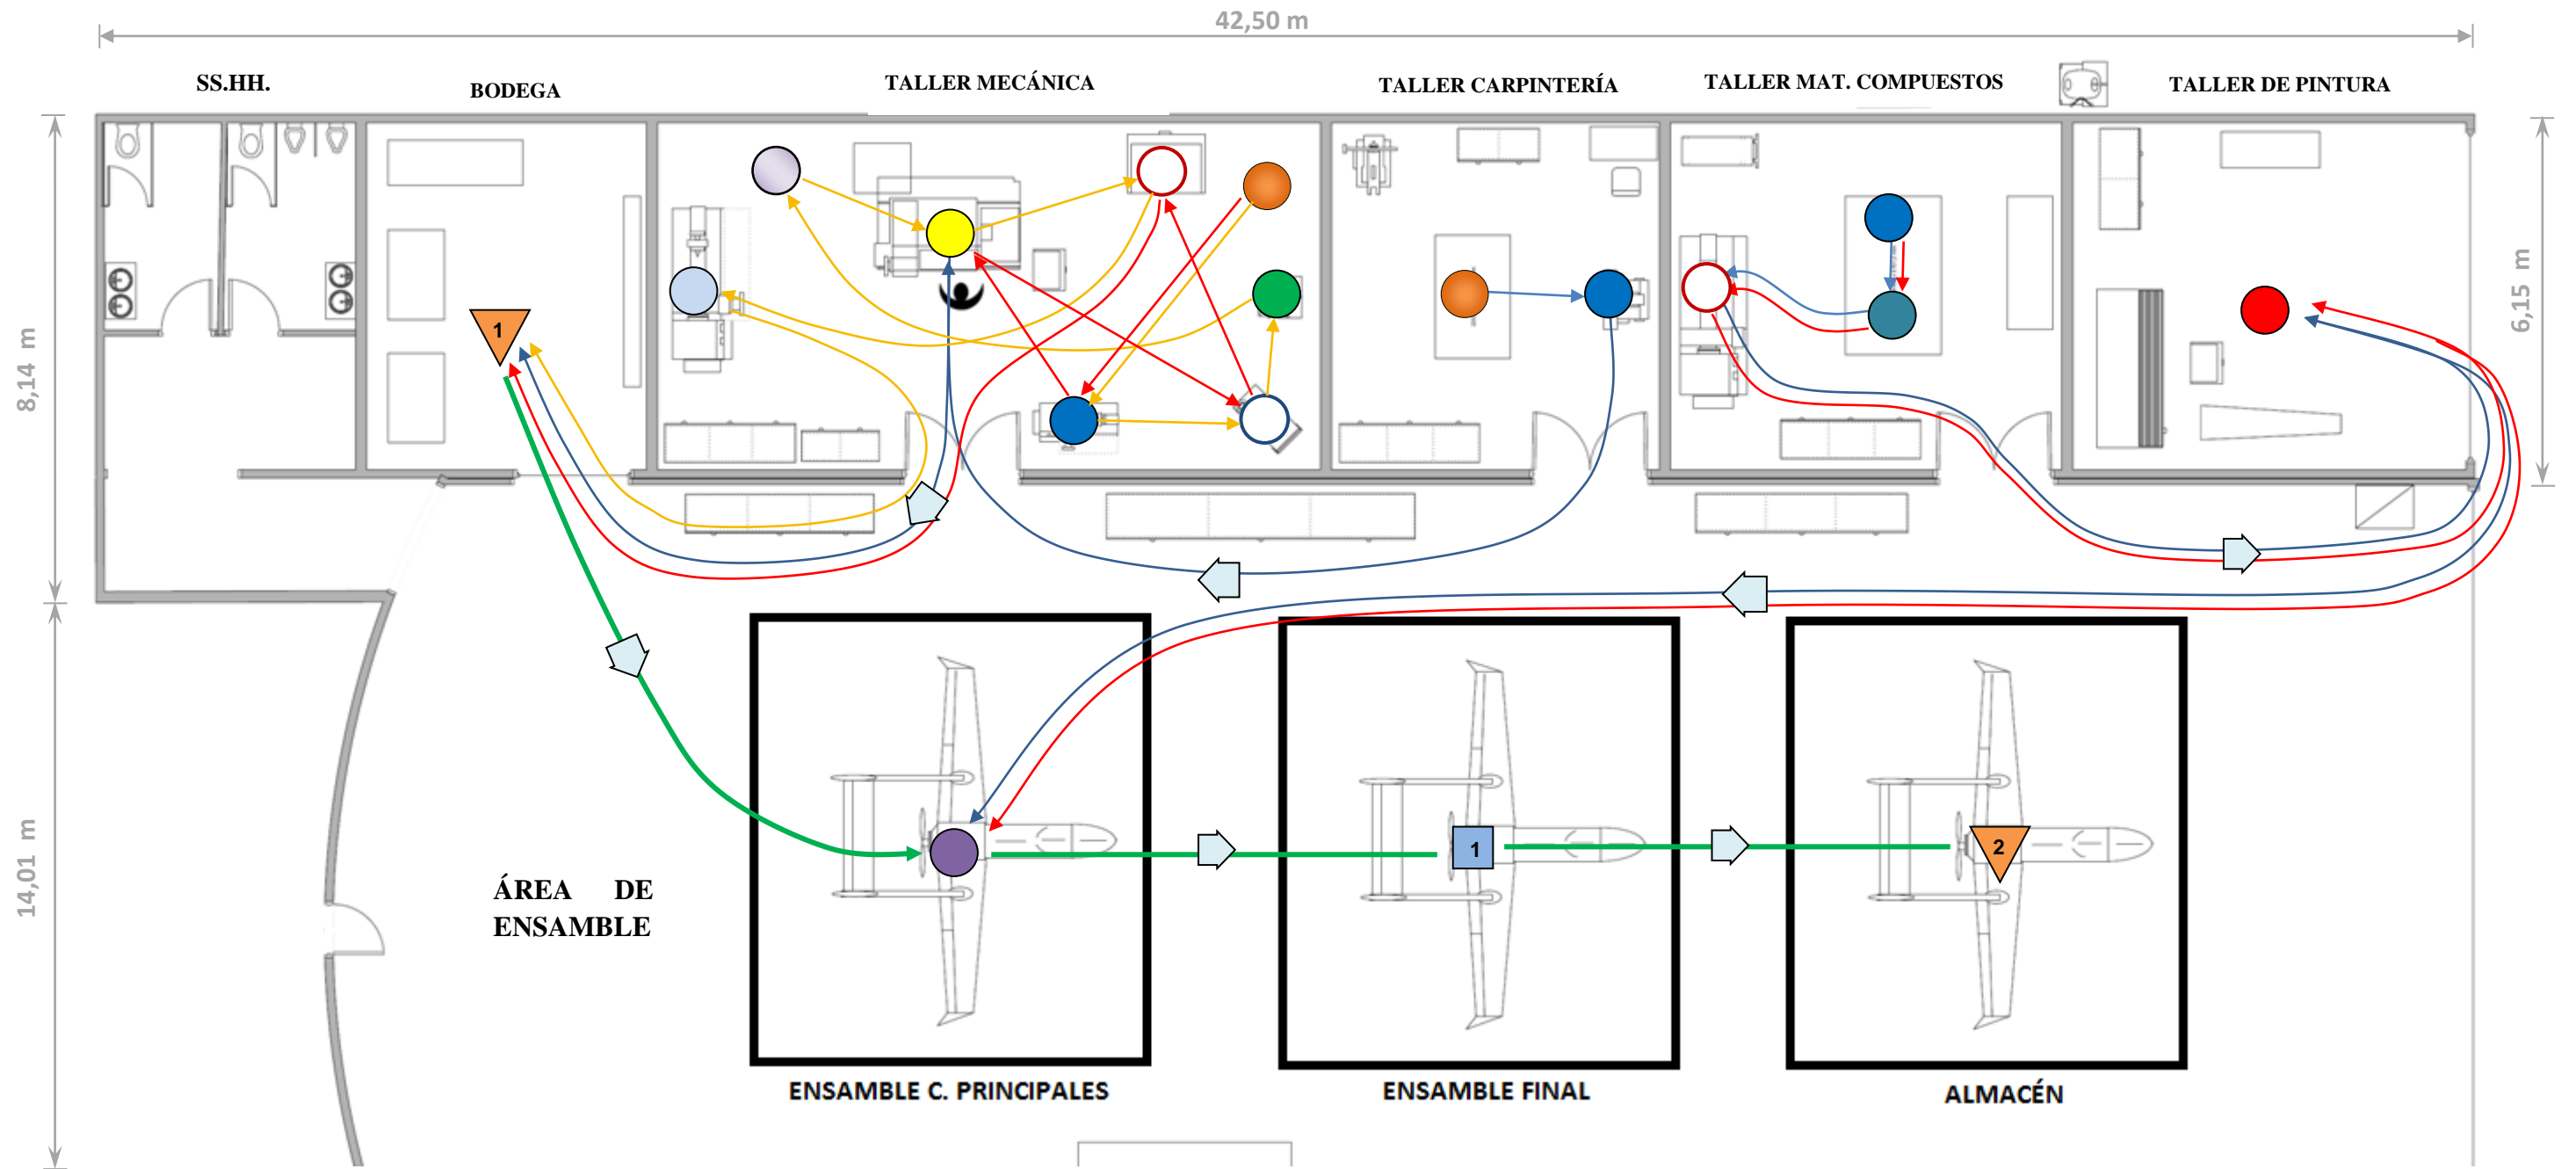 42,50 m
SS.HH.
BODEGA
TALLER MECÁNICA
TALLER CARPINTERÍA
TALLER MAT. COMPUESTOS
TALLER DE PINTURA
8,14 m
6,15 m
1
14,01 m
ÁREA DE
ENSAMBLE
1
2
ENSAMBLE C. PRINCIPALES
ENSAMBLE FINAL
ALMACÉN